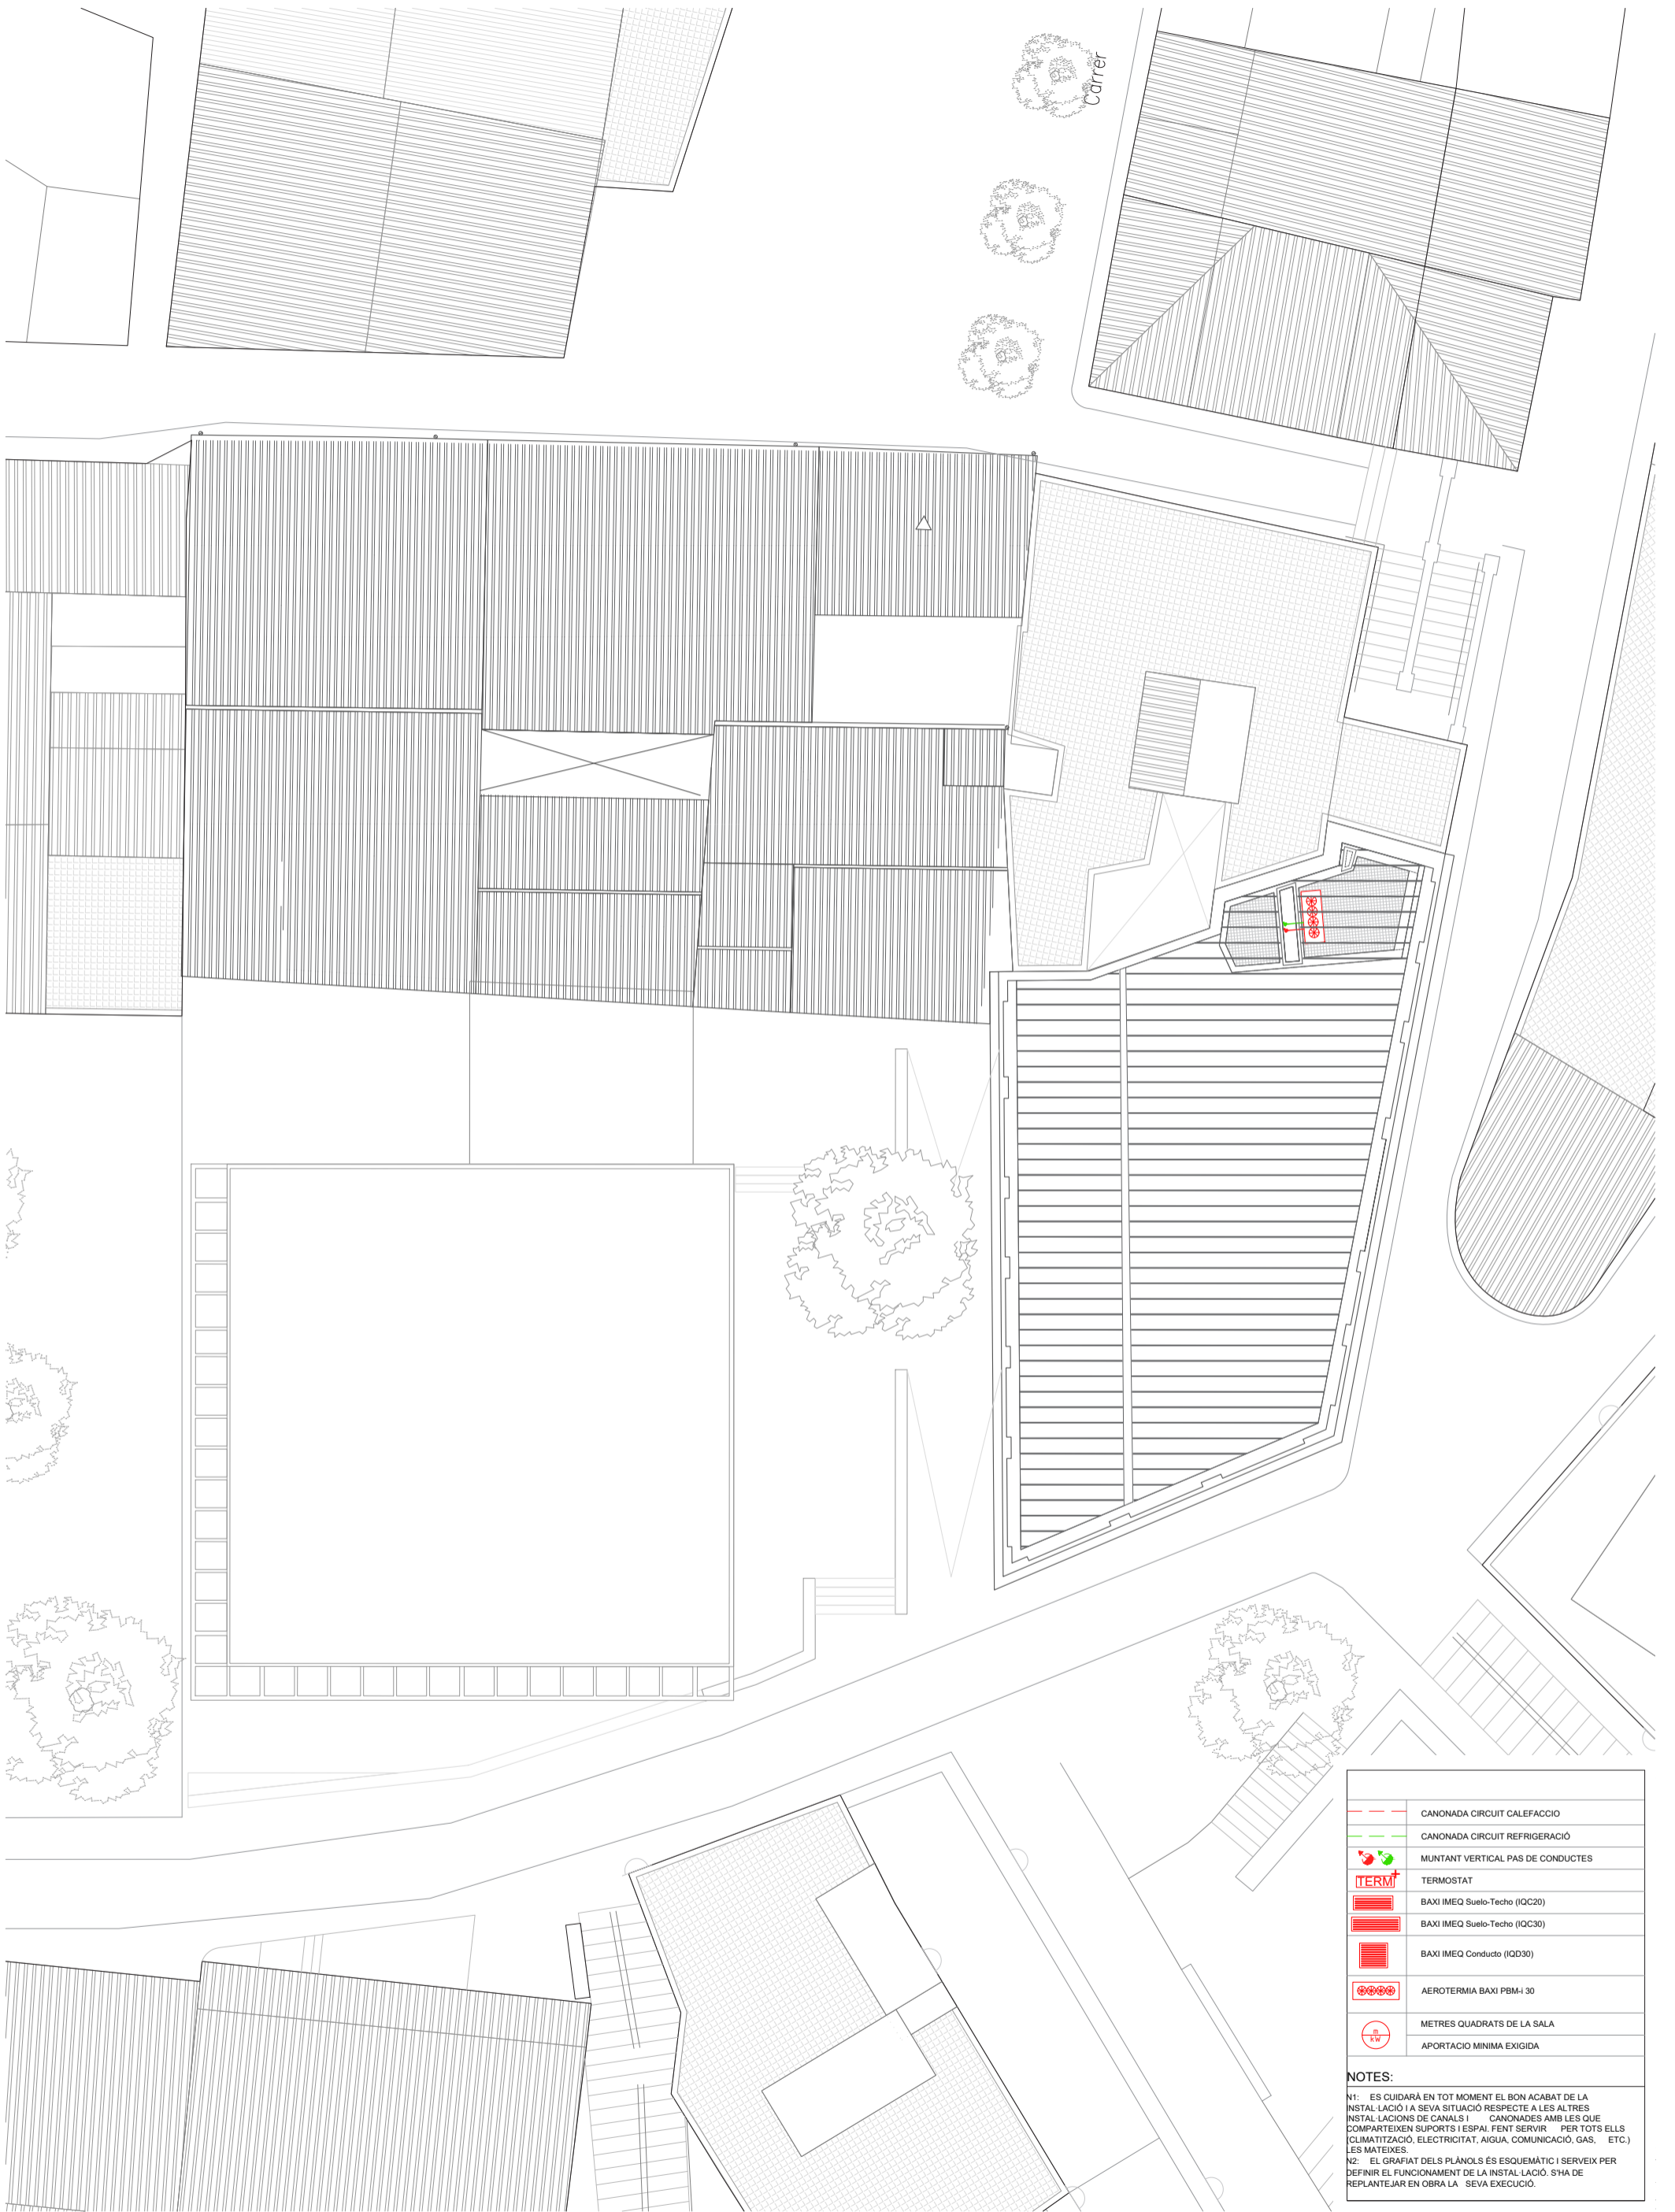 Carrer
CANONADA CIRCUIT CALEFACCIO
CANONADA CIRCUIT REFRIGERACIÓ
MUNTANT VERTICAL PAS DE CONDUCTES
TERM
TERMOSTAT
BAXI IMEQ Suelo-Techo (IQC20)
BAXI IMEQ Suelo-Techo (IQC30)
BAXI IMEQ Conducto (IQD30)
AEROTERMIA BAXI PBM-i 30
m
kW
METRES QUADRATS DE LA SALA
APORTACIO MINIMA EXIGIDA
NOTES:
N1: ES CUIDARÀ EN TOT MOMENT EL BON ACABAT DE LA
INSTAL·LACIÓ I A SEVA SITUACIÓ RESPECTE A LES ALTRES
INSTAL·LACIONS DE CANALS I CANONADES AMB LES QUE
COMPARTEIXEN SUPORTS I ESPAI. FENT SERVIR PER TOTS ELLS
(CLIMATITZACIÓ, ELECTRICITAT, AIGUA, COMUNICACIÓ, GAS, ETC.)
LES MATEIXES.
N2: EL GRAFIAT DELS PLÀNOLS ÉS ESQUEMÀTIC I SERVEIX PER
DEFINIR EL FUNCIONAMENT DE LA INSTAL·LACIÓ. S'HA DE
REPLANTEJAR EN OBRA LA SEVA EXECUCIÓ.